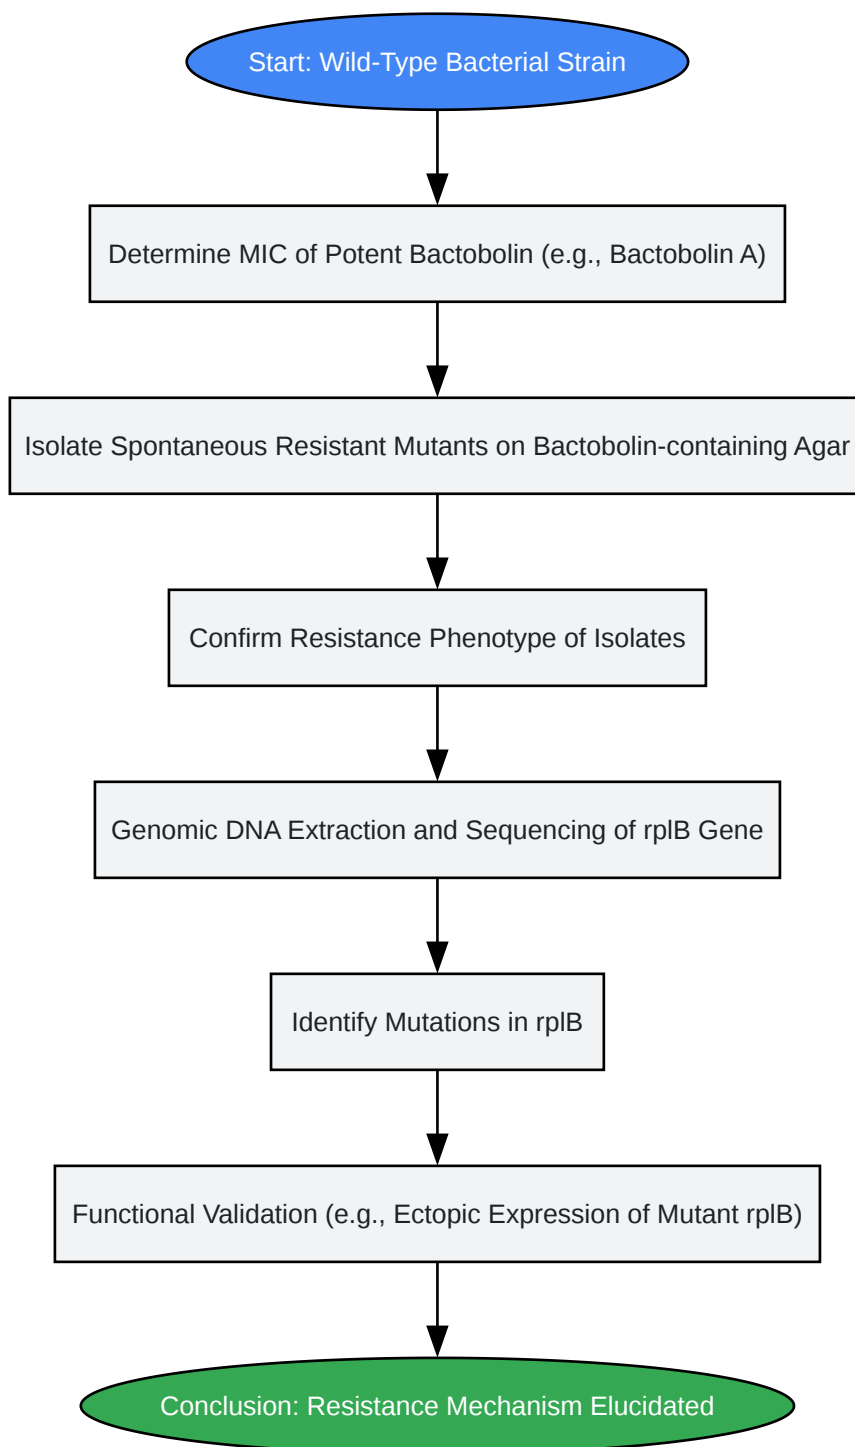 Start: Wild-Type Bacterial Strain
Determine MIC of Potent Bactobolin (e.g., Bactobolin A)
Isolate Spontaneous Resistant Mutants on Bactobolin-containing Agar
Confirm Resistance Phenotype of Isolates
Genomic DNA Extraction and Sequencing of rplB Gene
Identify Mutations in rplB
Functional Validation (e.g., Ectopic Expression of Mutant rplB)
Conclusion: Resistance Mechanism Elucidated